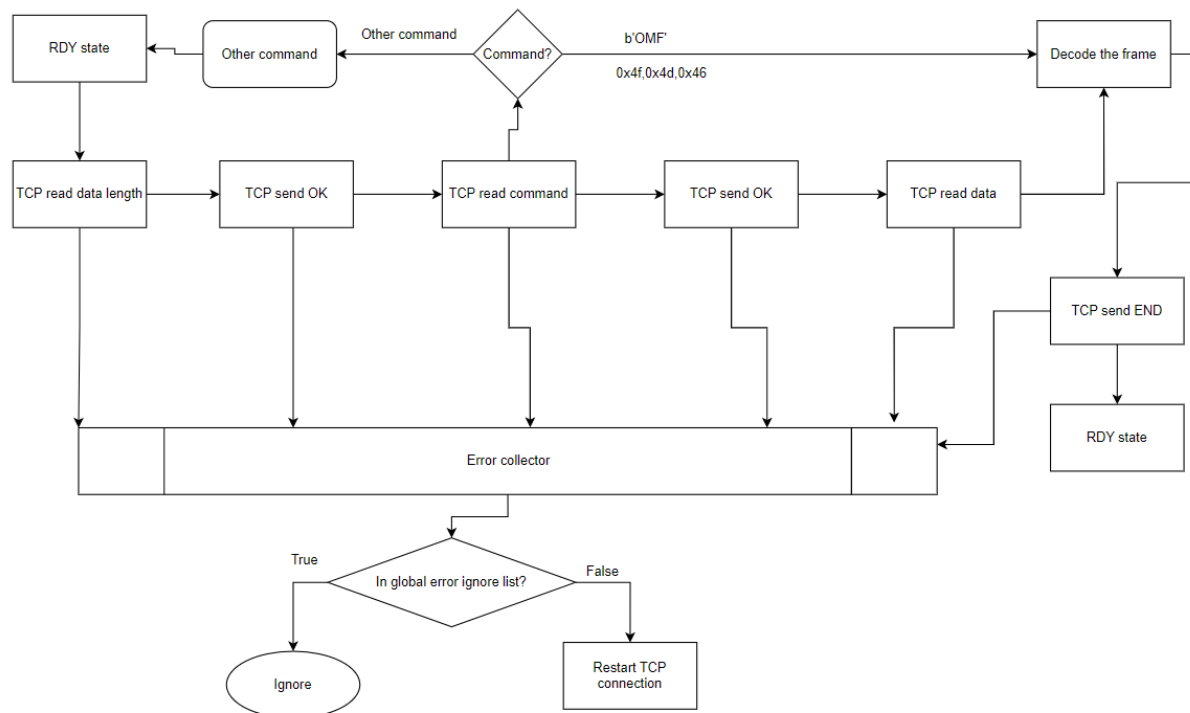 Other command
b'OMF'
RDY state
Other command
Command?
Decode the frame
0x4f,0x4d,0x46
TCP read data length
TCP send OK
TCP read command
TCP send OK
TCP read data
TCP send END
RDY state
Error collector
True
False
In global error ignore list?
Ignore
Restart TCP
connection